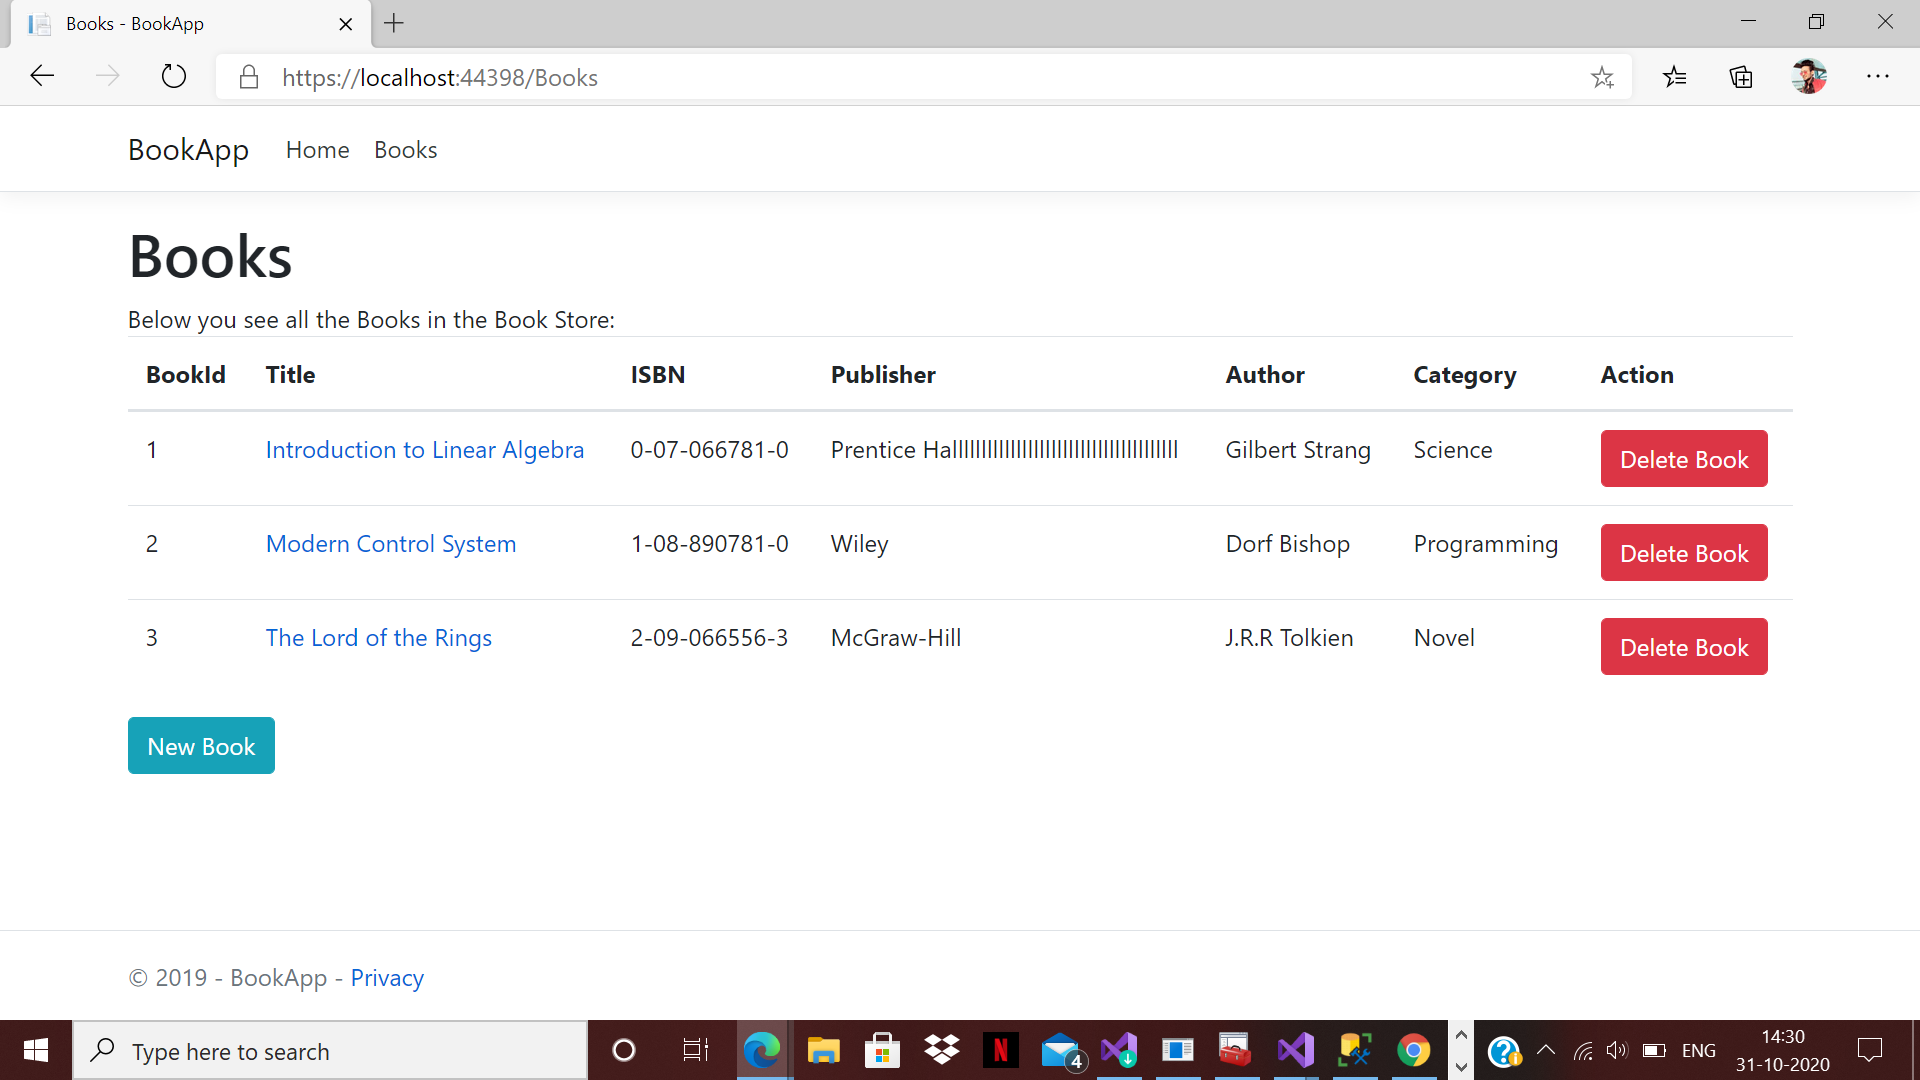 Books - BookApp
https://localhost:44398/Books
BookApp Home Books
Books
Below you see all the Books in the Book Store:
BookId Title ISBN Publisher Author Category Action
1 Introduction to Linear Algebra 0-07-066781-0 Prentice Halllllllllllllllllllllllllllllllllllllll Gilbert Strang Science Delete Book
2 Modern Control System 1-08-890781-0 Wiley Dorf Bishop Programming Delete Book
3 The Lord of the Rings 2-09-066556-3 McGraw-Hill J.R.R Tolkien Novel Delete Book
New Book
© 2019 - BookApp - Privacy
Type here to search
N
4
ENG
14:30
31-10-2020